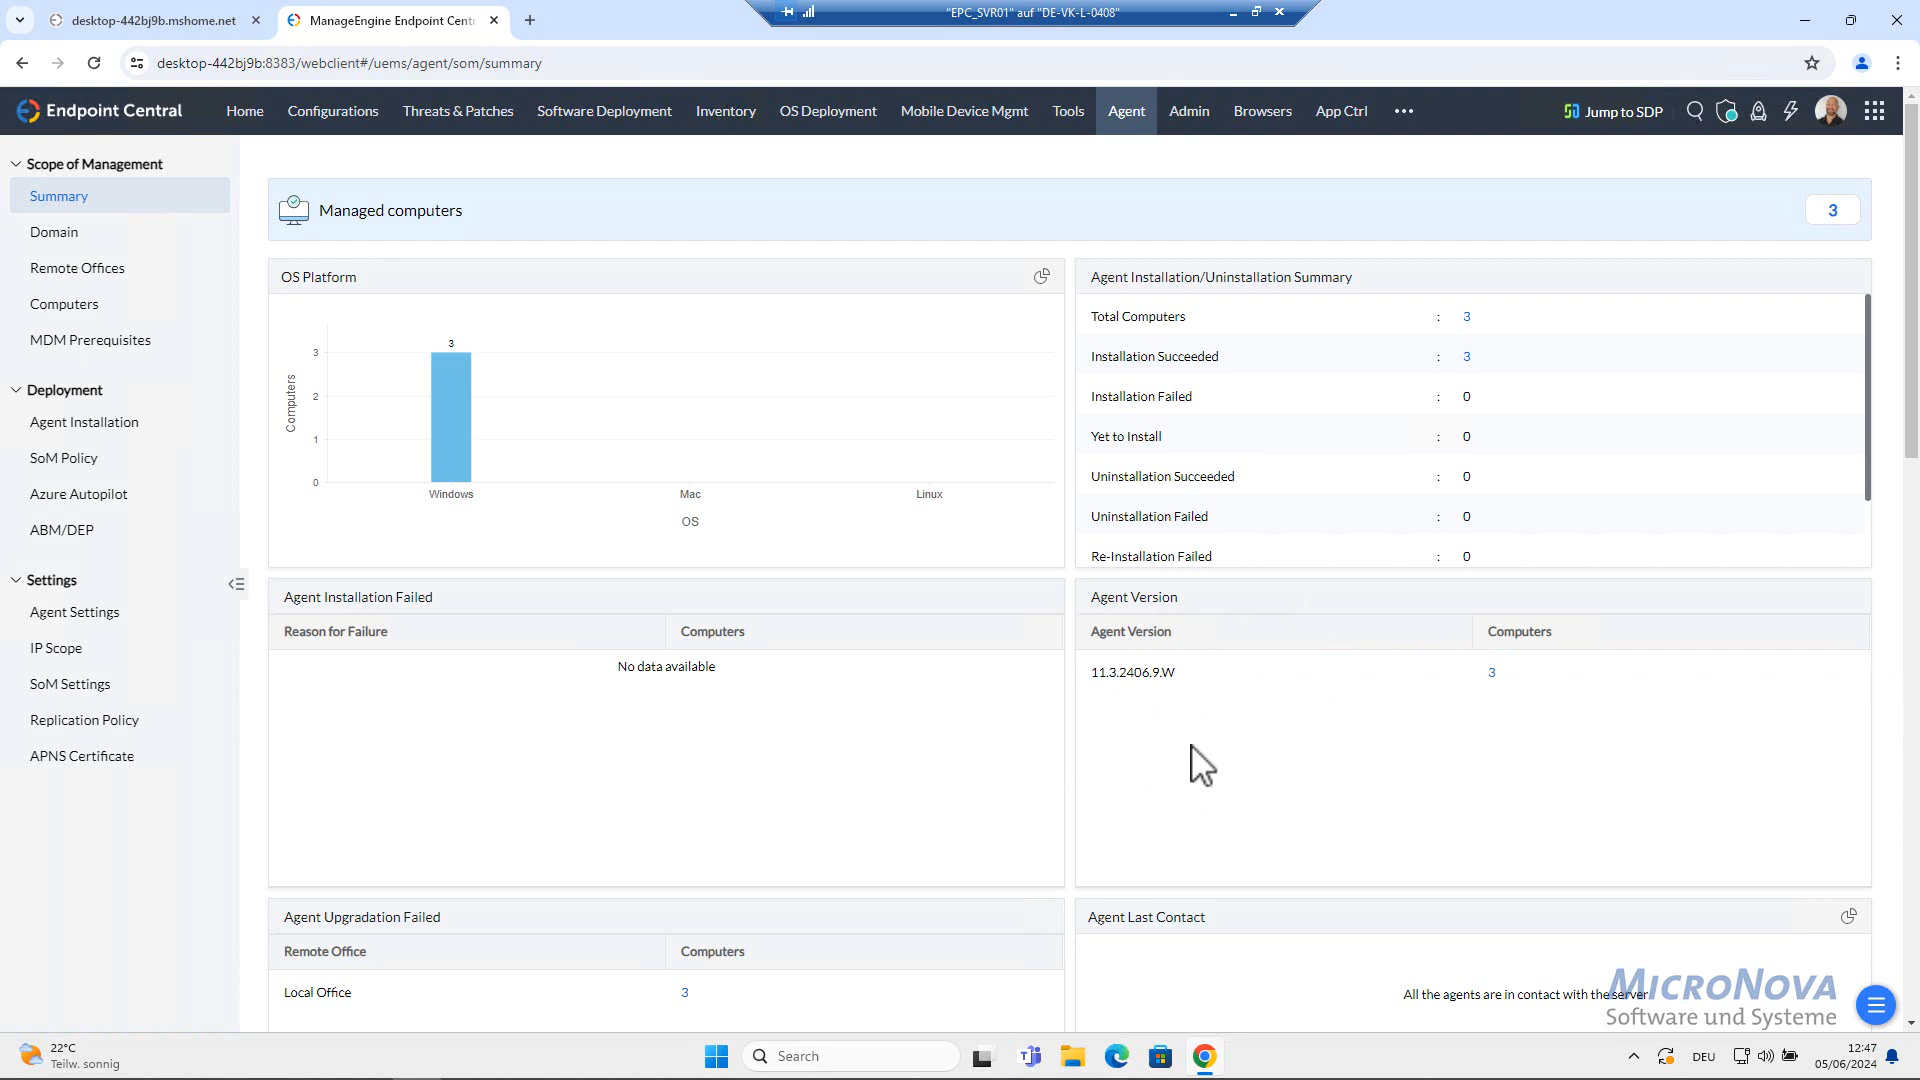 desktop-442bj9b.mshome.net
ManageEngine Endpoint Centr
"EPC_SVR01" auf "DE-VK-L-0408"
desktop-442bj9b:8383/webclient#/uems/agent/som/summary
Endpoint Central
Home
Configurations
Threats & Patches
Software Deployment
Inventory
OS Deployment
Mobile Device Mgmt
Tools
Agent
Admin
Browsers
App Ctrl
Jump to SDP
Scope of Management
Summary
Domain
Remote Offices
Computers
MDM Prerequisites
Deployment
Agent Installation
SoM Policy
Azure Autopilot
ABM/DEP
Settings
Agent Settings
IP Scope
SoM Settings
Replication Policy
APNS Certificate
Managed computers
3
OS Platform
3
3
2
1
0
Computers
Windows
Mac
Linux
OS
Agent Installation/Uninstallation Summary
Total Computers : 3
Installation Succeeded : 3
Installation Failed : 0
Yet to Install : 0
Uninstallation Succeeded : 0
Uninstallation Failed : 0
Re-Installation Failed : 0
Agent Installation Failed
Reason for Failure Computers
No data available
Agent Version
Agent Version Computers
11.3.2406.9.W 3
Agent Upgradation Failed
Remote Office Computers
Local Office 3
Agent Last Contact
All the agents are in contact with the server
MICRONOVA
Software und Systeme
22°C
Teilw. sonnig
Search
DEU
12:47
05/06/2024